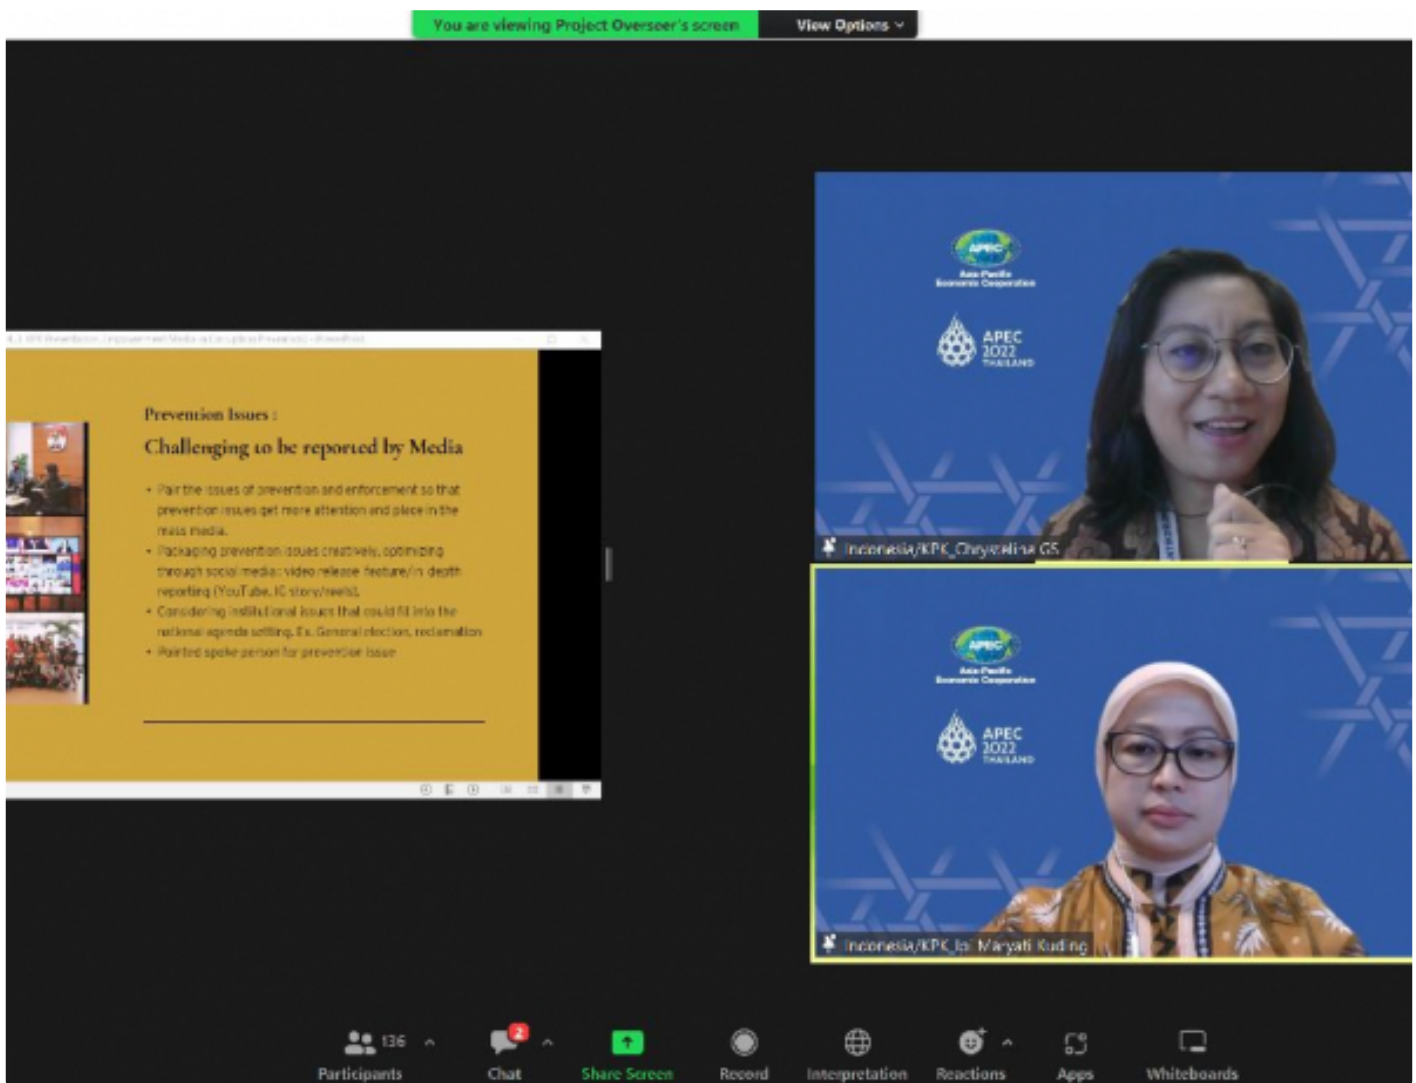 You are viewing Project Overseer's screen
View Options
Prevention Issues :
Challenging to be reported by Media
• Pair the issues of prevention and enforcement so that
prevention issues get more attention and place in the
mass media.
• Packaging prevention issues creatively, optimizing
through social media: video release feature/in depth
reporting (YouTube, IG story/reels).
• Considering institutional issues that could fill into the
national agenda setting. Ex. General election, reclamation
• Pointed spoke person for prevention issue
APEC
Asia-Pacific
Economic Cooperation
APEC
2022
THAILAND
Indonesia/KPK_Chrystelina GS
APEC
Asia-Pacific
Economic Cooperation
APEC
2022
THAILAND
Indonesia/KPK_Ipi Maryati Kuding
136
2
Participants
Chat
Share Screen
Record
Interpretation
Reactions
Apps
Whiteboards